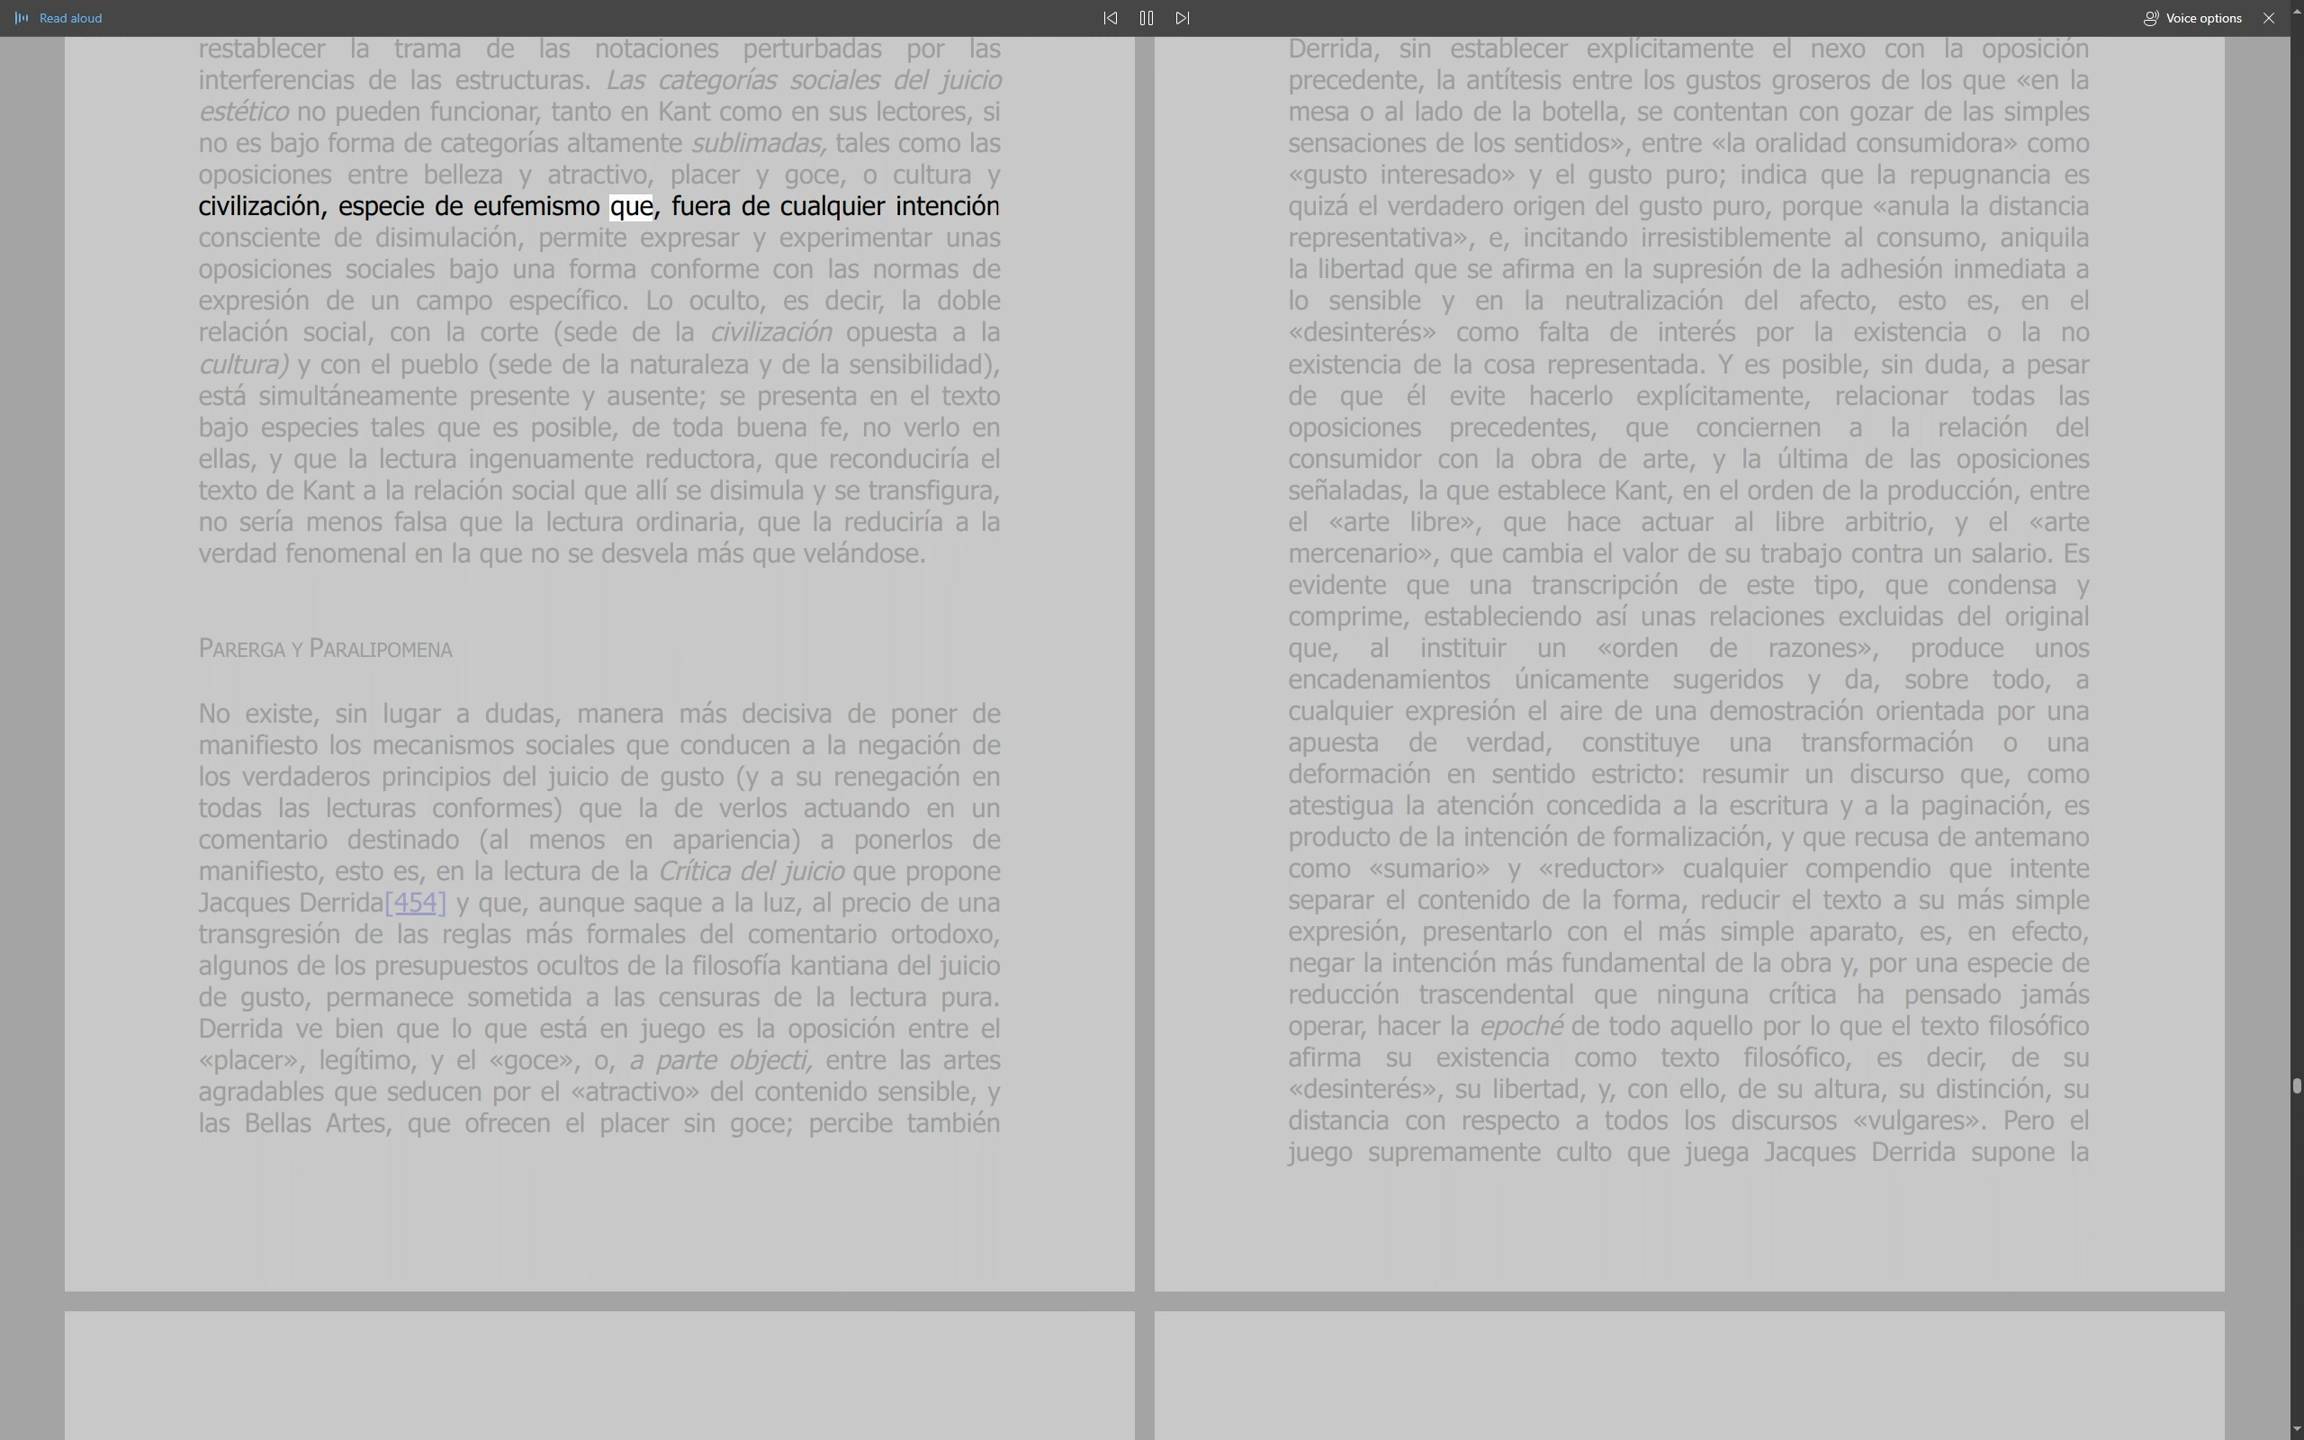 Read aloud
Voice options
restablecer la trama de las notaciones perturbadas por las
interferencias de las estructuras. Las categorías sociales del juicio
estético no pueden funcionar, tanto en Kant como en sus lectores, si
no es bajo forma de categorías altamente sublimadas, tales como las
oposiciones entre belleza y atractivo, placer y goce, o cultura y
civilización, especie de eufemismo que, fuera de cualquier intención
consciente de disimulación, permite expresar y experimentar unas
oposiciones sociales bajo una forma conforme con las normas de
expresión de un campo específico. Lo oculto, es decir, la doble
relación social, con la corte (sede de la civilización opuesta a la
cultura) y con el pueblo (sede de la naturaleza y de la sensibilidad),
está simultáneamente presente y ausente; se presenta en el texto
bajo especies tales que es posible, de toda buena fe, no verlo en
ellas, y que la lectura ingenuamente reductora, que reconduciría el
texto de Kant a la relación social que allí se disimula y se transfigura,
no sería menos falsa que la lectura ordinaria, que la reduciría a la
verdad fenomenal en la que no se desvela más que velándose.
PARERGA Y PARALIPOMENA
No existe, sin lugar a dudas, manera más decisiva de poner de
manifiesto los mecanismos sociales que conducen a la negación de
los verdaderos principios del juicio de gusto (y a su renegación en
todas las lecturas conformes) que la de verlos actuando en un
comentario destinado (al menos en apariencia) a ponerlos de
manifiesto, esto es, en la lectura de la Crítica del juicio que propone
Jacques Derrida[454] y que, aunque saque a la luz, al precio de una
transgresión de las reglas más formales del comentario ortodoxo,
algunos de los presupuestos ocultos de la filosofía kantiana del juicio
de gusto, permanece sometida a las censuras de la lectura pura.
Derrida ve bien que lo que está en juego es la oposición entre el
«placer», legítimo, y el «goce», o, a parte objecti, entre las artes
agradables que seducen por el «atractivo» del contenido sensible, y
las Bellas Artes, que ofrecen el placer sin goce; percibe también
Derrida, sin establecer explícitamente el nexo con la oposición
precedente, la antítesis entre los gustos groseros de los que «en la
mesa o al lado de la botella, se contentan con gozar de las simples
sensaciones de los sentidos», entre «la oralidad consumidora» como
«gusto interesado» y el gusto puro; indica que la repugnancia es
quizá el verdadero origen del gusto puro, porque «anula la distancia
representativa», e, incitando irresistiblemente al consumo, aniquila
la libertad que se afirma en la supresión de la adhesión inmediata a
lo sensible y en la neutralización del afecto, esto es, en el
«desinterés» como falta de interés por la existencia o la no
existencia de la cosa representada. Y es posible, sin duda, a pesar
de que él evite hacerlo explícitamente, relacionar todas las
oposiciones precedentes, que conciernen a la relación del
consumidor con la obra de arte, y la última de las oposiciones
señaladas, la que establece Kant, en el orden de la producción, entre
el «arte libre», que hace actuar al libre arbitrio, y el «arte
mercenario», que cambia el valor de su trabajo contra un salario. Es
evidente que una transcripción de este tipo, que condensa y
comprime, estableciendo así unas relaciones excluidas del original
que, al instituir un «orden de razones», produce unos
encadenamientos únicamente sugeridos y da, sobre todo, a
cualquier expresión el aire de una demostración orientada por una
apuesta de verdad, constituye una transformación o una
deformación en sentido estricto: resumir un discurso que, como
atestigua la atención concedida a la escritura y a la paginación, es
producto de la intención de formalización, y que recusa de antemano
como «sumario» y «reductor» cualquier compendio que intente
separar el contenido de la forma, reducir el texto a su más simple
expresión, presentarlo con el más simple aparato, es, en efecto,
negar la intención más fundamental de la obra y, por una especie de
reducción trascendental que ninguna crítica ha pensado jamás
operar, hacer la epoché de todo aquello por lo que el texto filosófico
afirma su existencia como texto filosófico, es decir, de su
«desinterés», su libertad, y, con ello, de su altura, su distinción, su
distancia con respecto a todos los discursos «vulgares». Pero el
juego supremamente culto que juega Jacques Derrida supone la